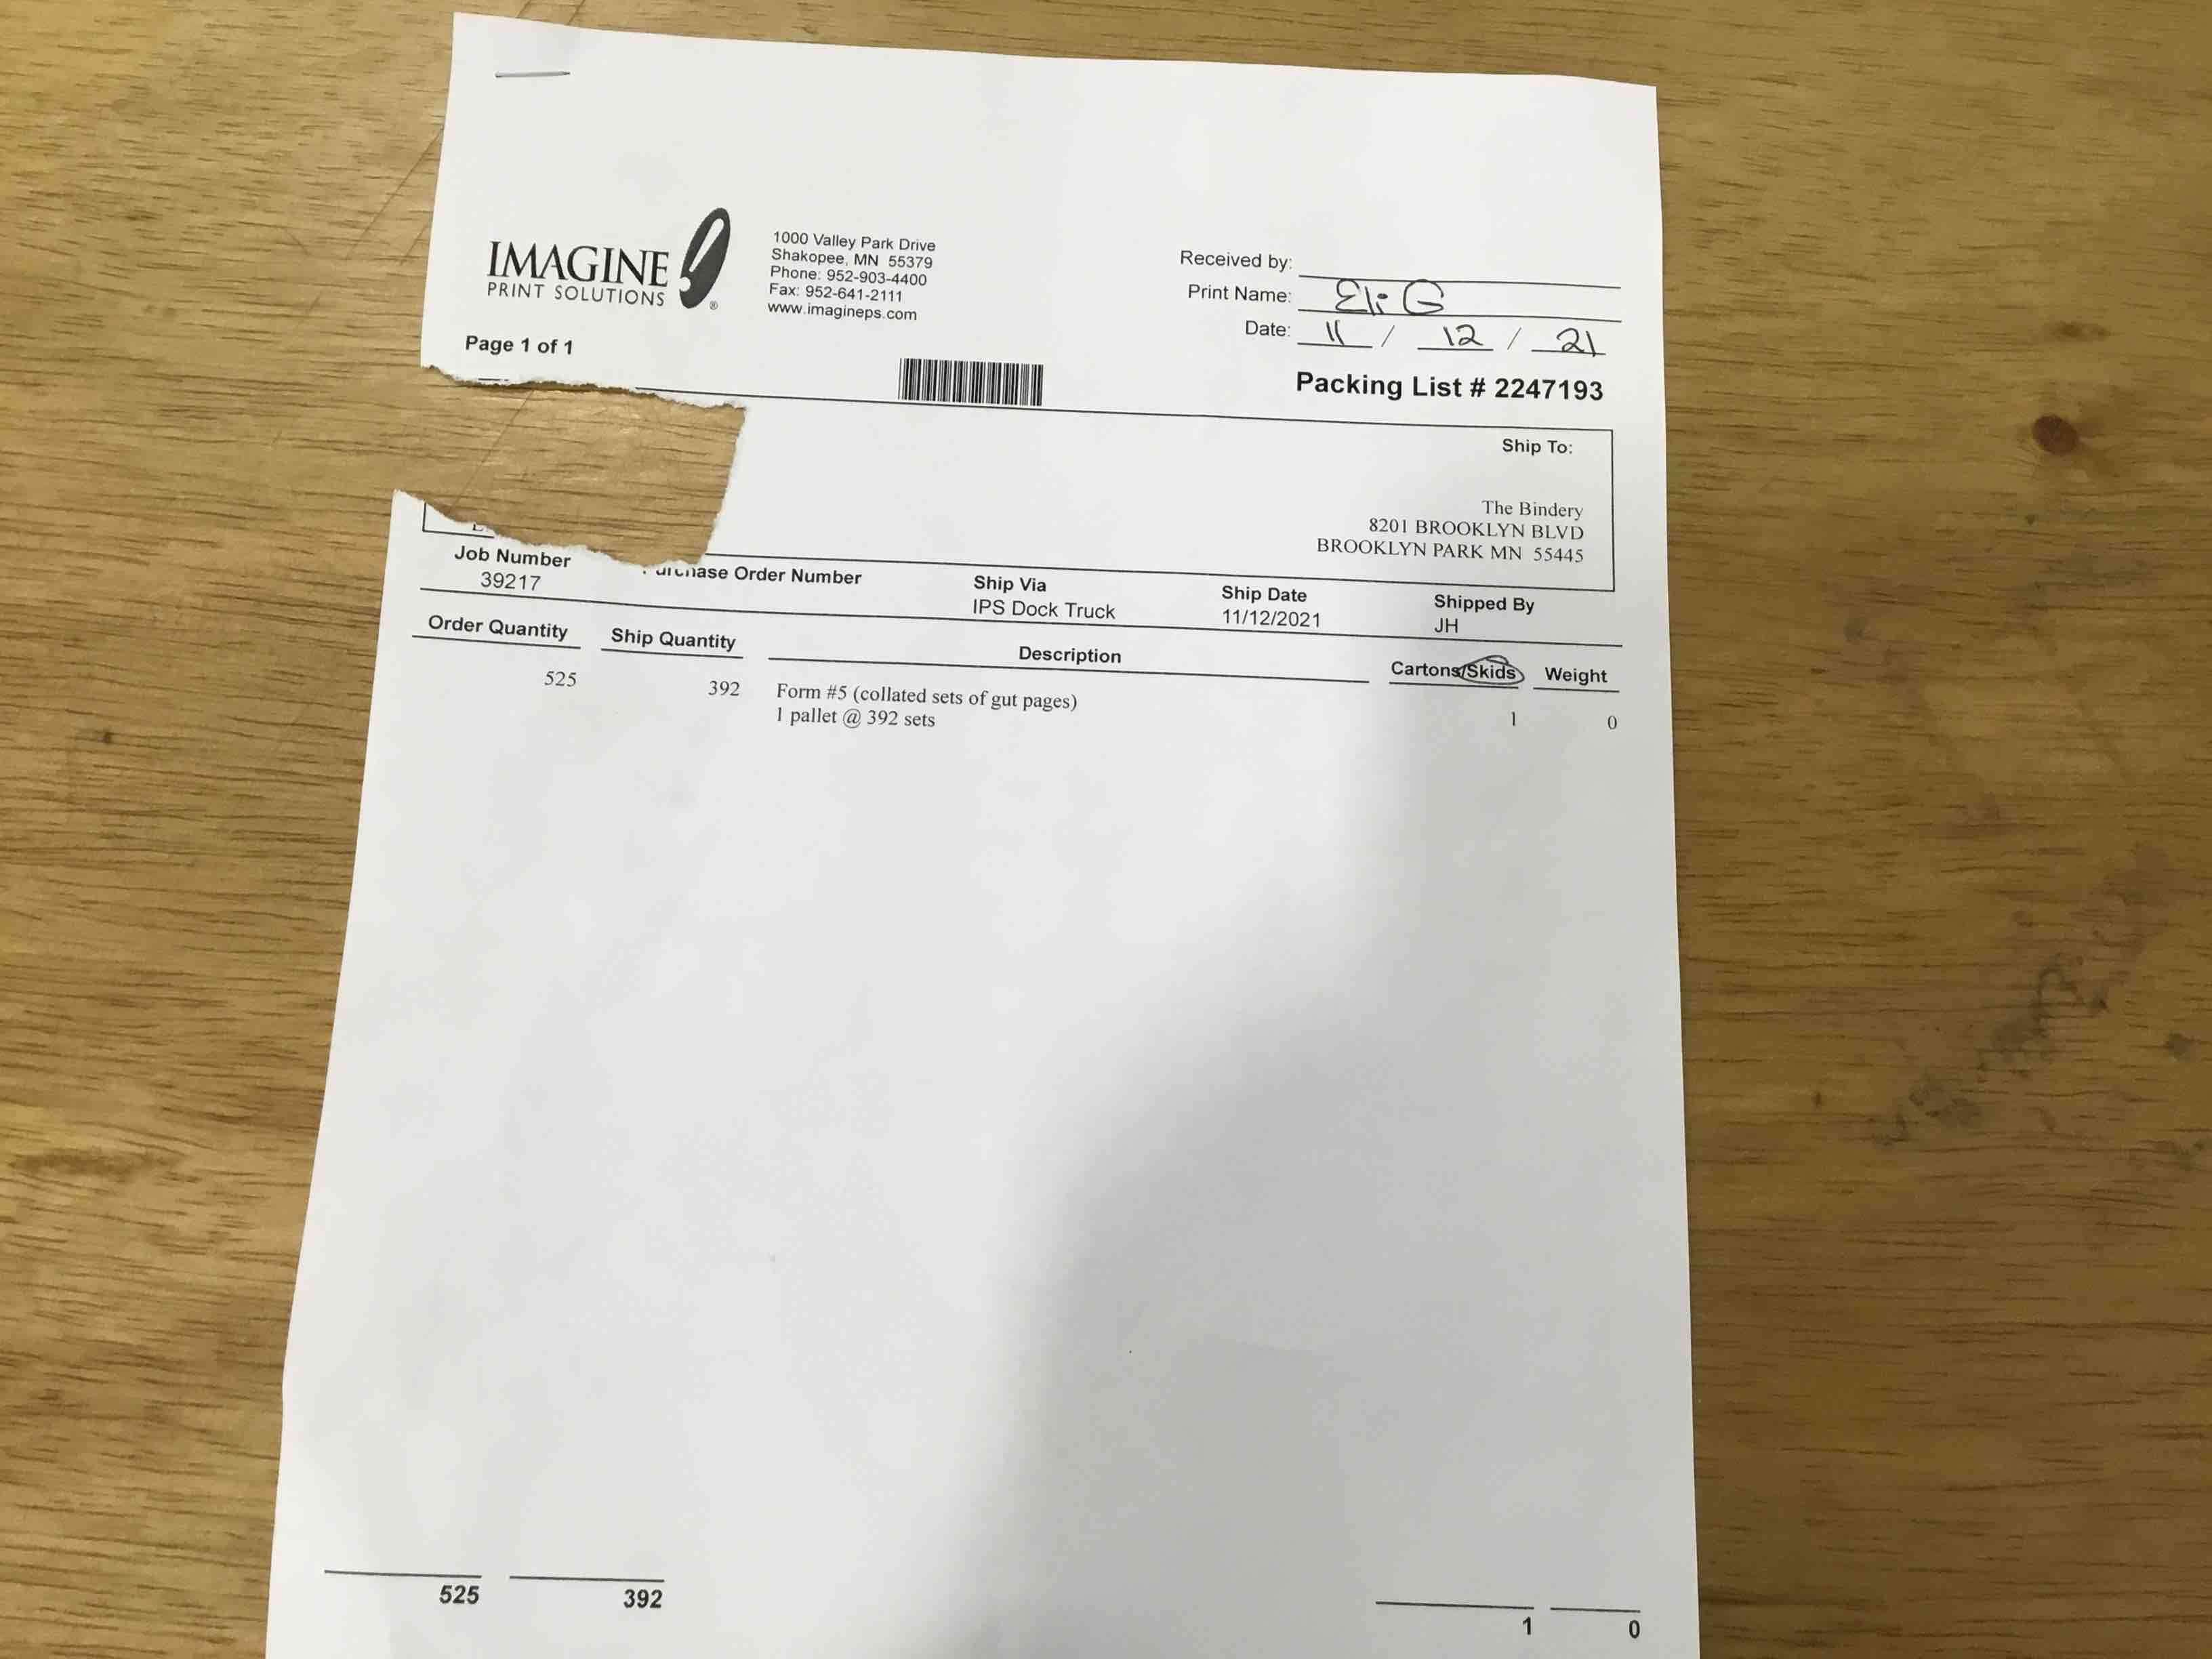 IMAGINE
PRINT SOLUTIONS
®
1000 Valley Park Drive
Shakopee, MN 55379
Phone: 952-903-4400
Fax: 952-641-2111
www.imagineps.com
Received by:
Print Name: Eli G
Date: 11 / 12 / 21
Page 1 of 1
Packing List # 2247193
Ship To:
The Bindery
8201 BROOKLYN BLVD
BROOKLYN PARK MN 55445
Job Number
39217
Order Number
Ship Via
IPS Dock Truck
Ship Date
11/12/2021
Shipped By
JH
Order Quantity Ship Quantity Description Cartons/Skids Weight
525 392 Form #5 (collated sets of gut pages) 1 0
1 pallet @ 392 sets
525 392 1 0